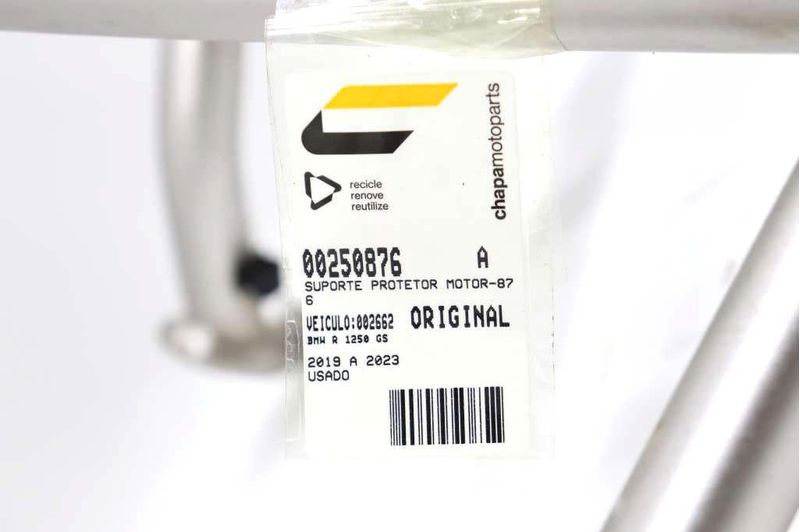 chapamotoparts
recicle
renove
reutilize
00250876 A
SUPORTE PROTETOR MOTOR-87
6
VEICULO:002662 ORIGINAL
BMW R 1250 GS
2019 A 2023
USADO